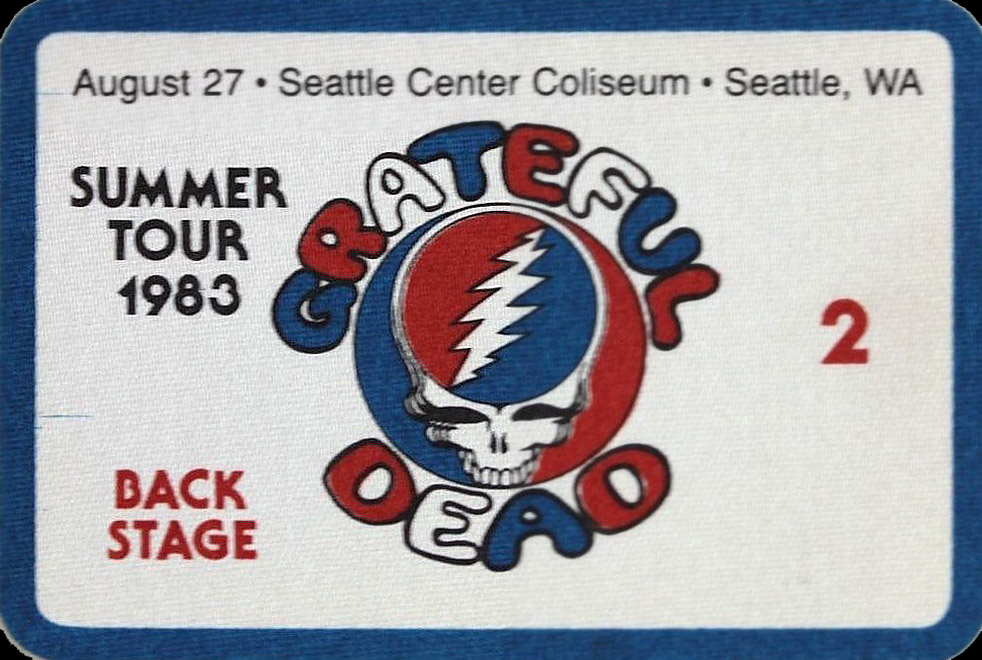 August 27 • Seattle Center Coliseum • Seattle, WA
SUMMER
TOUR
1983
GRATEFUL
DEAD
2
BACK
STAGE